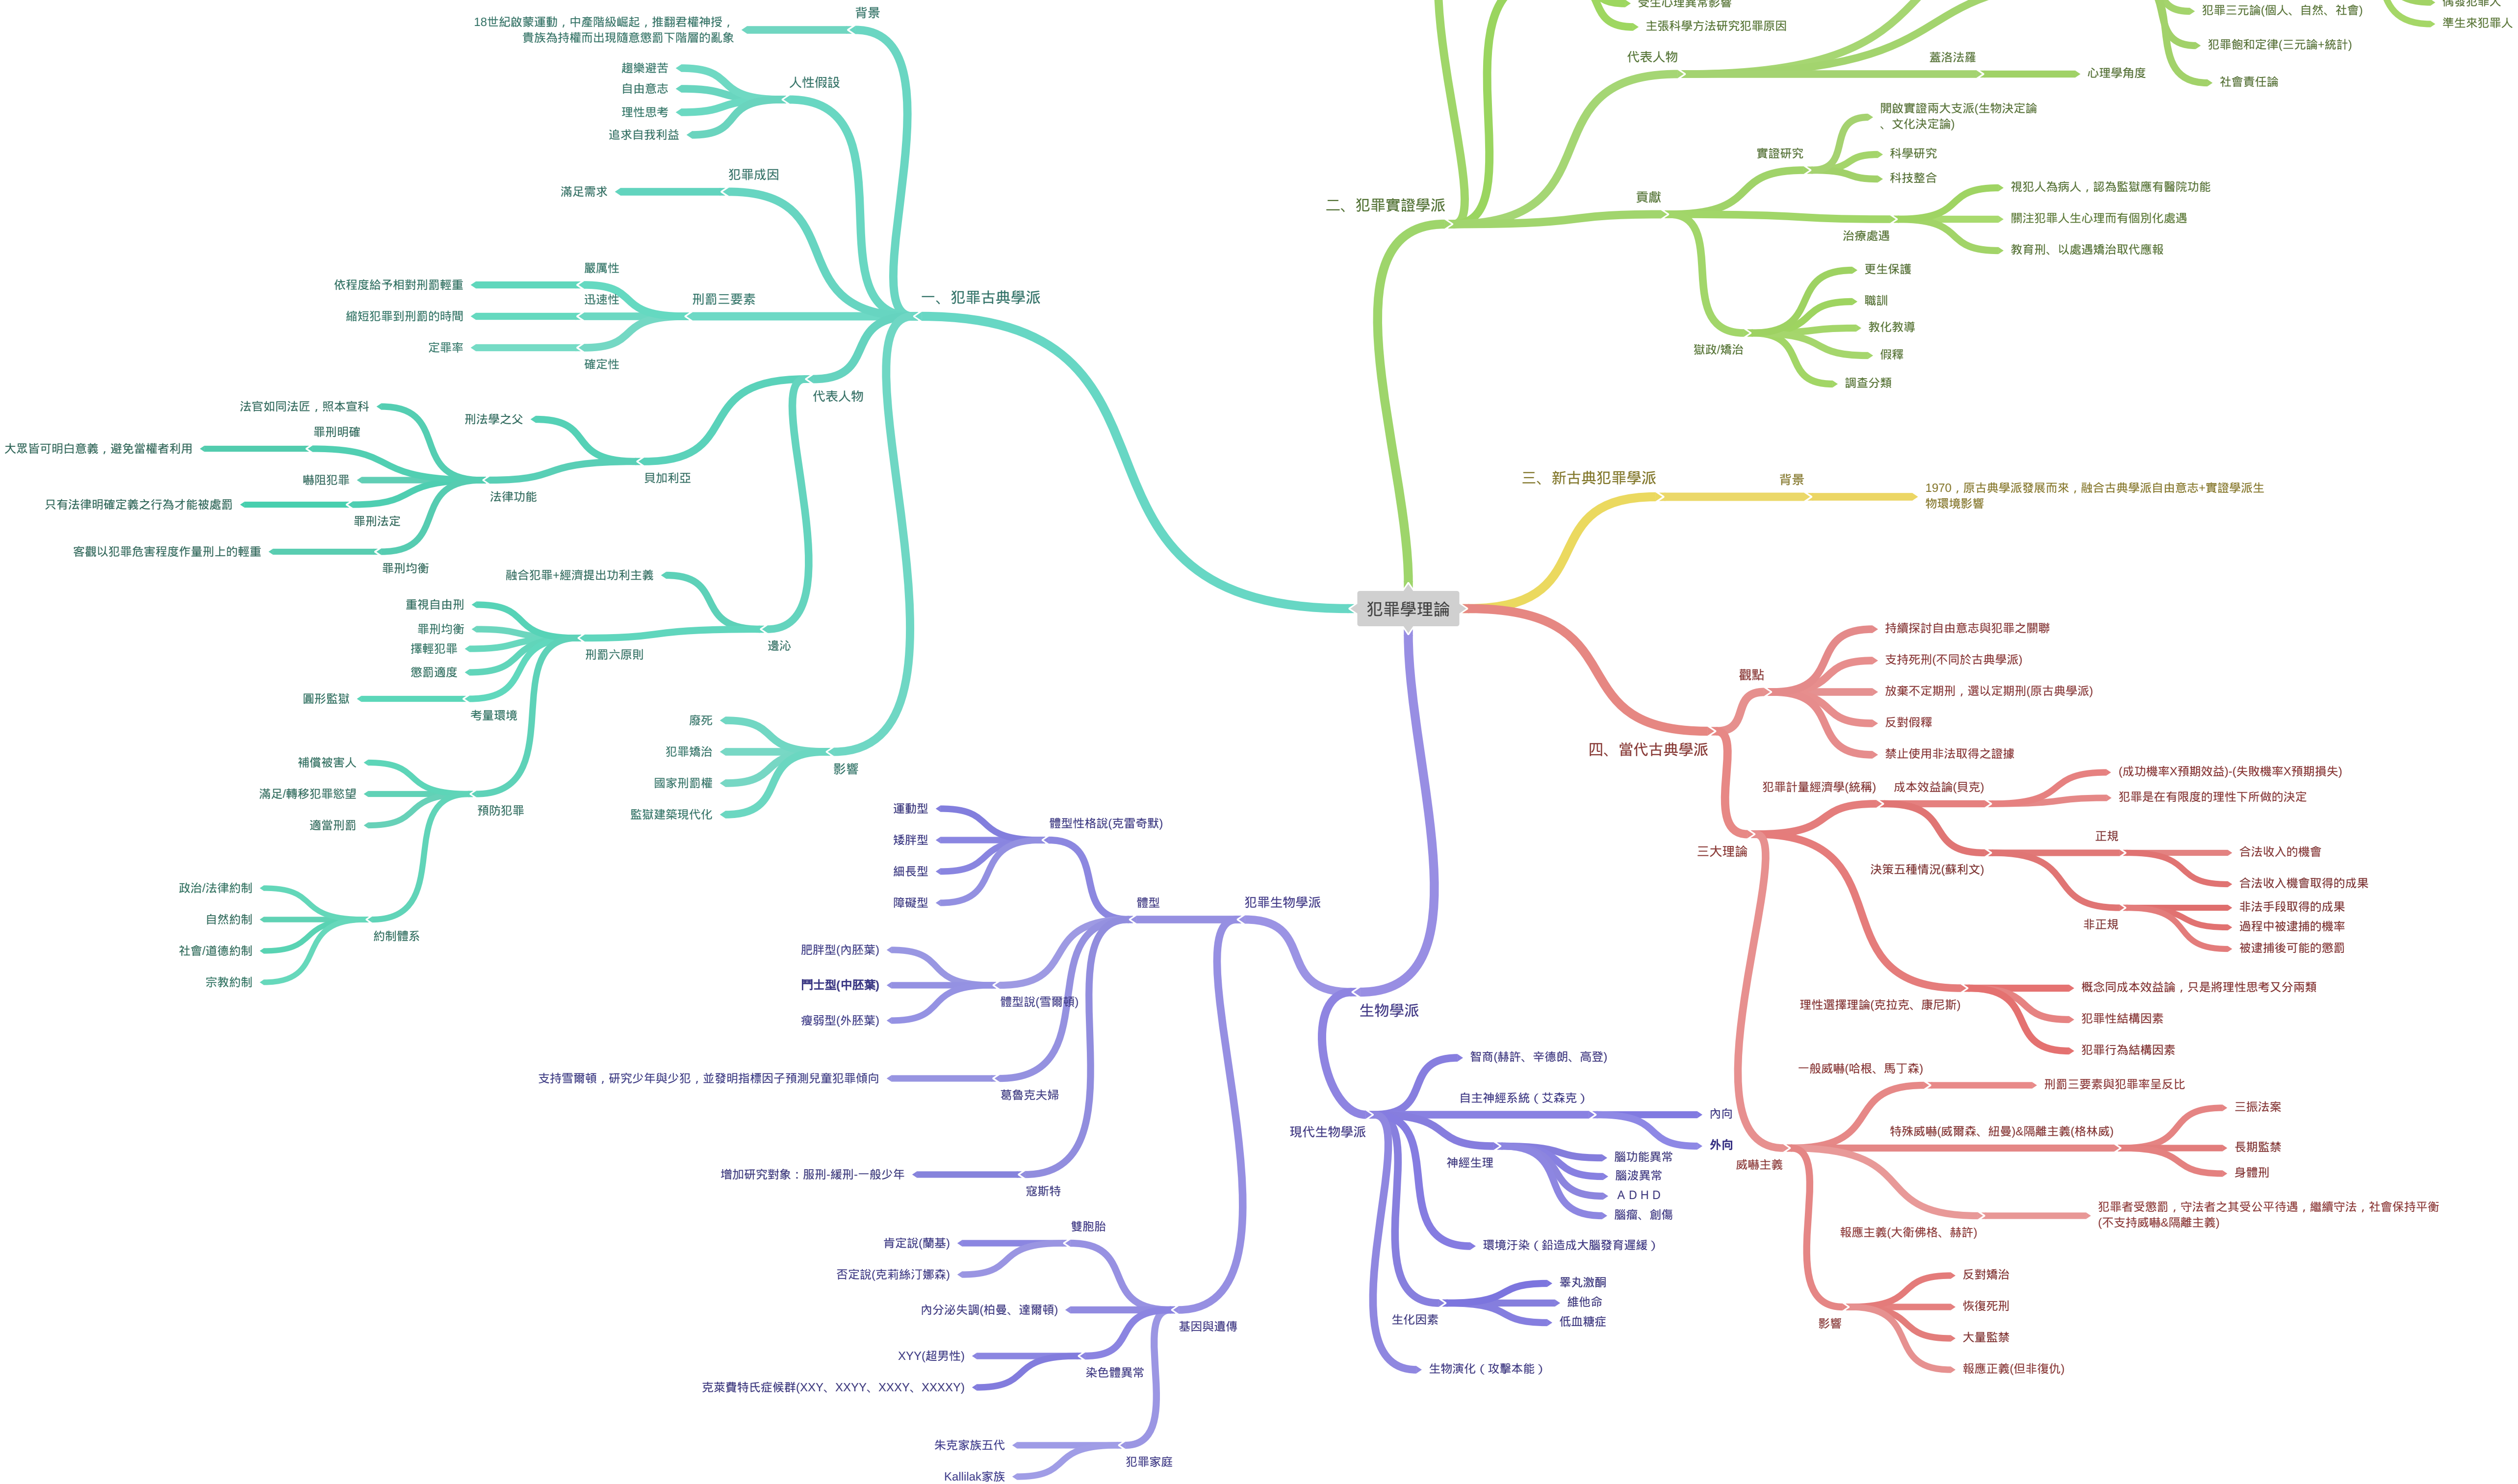 犯罪學理論
一、犯罪古典學派
背景
18世紀啟蒙運動，中產階級崛起，推翻君權神授，
貴族為持權而出現隨意懲罰下階層的亂象
人性假設
趨樂避苦
自由意志
理性思考
追求自我利益
犯罪成因
滿足需求
刑罰三要素
嚴厲性
依程度給予相對刑罰輕重
迅速性
縮短犯罪到刑罰的時間
確定性
定罪率
代表人物
貝加利亞
刑法學之父
法律功能
法官如同法匠，照本宣科
罪刑明確
大眾皆可明白意義，避免當權者利用
嚇阻犯罪
罪刑法定
只有法律明確定義之行為才能被處罰
罪刑均衡
客觀以犯罪危害程度作量刑上的輕重
邊沁
融合犯罪+經濟提出功利主義
刑罰六原則
重視自由刑
罪刑均衡
擇輕犯罪
懲罰適度
考量環境
圓形監獄
預防犯罪
補償被害人
滿足/轉移犯罪慾望
適當刑罰
約制體系
政治/法律約制
自然約制
社會/道德約制
宗教約制
影響
廢死
犯罪矯治
國家刑罰權
監獄建築現代化
二、犯罪實證學派
受生心理異常影響
主張科學方法研究犯罪原因
代表人物
犯罪三元論(個人、自然、社會)
犯罪飽和定律(三元論+統計)
社會責任論
偶發犯罪人
準生來犯罪人
蓋洛法羅
心理學角度
貢獻
實證研究
開啟實證兩大支派(生物決定論
、文化決定論)
科學研究
科技整合
治療處遇
視犯人為病人，認為監獄應有醫院功能
關注犯罪人生心理而有個別化處遇
教育刑、以處遇矯治取代應報
獄政/矯治
更生保護
職訓
教化教導
假釋
調查分類
三、新古典犯罪學派
背景
1970，原古典學派發展而來，融合古典學派自由意志+實證學派生
物環境影響
四、當代古典學派
觀點
持續探討自由意志與犯罪之關聯
支持死刑(不同於古典學派)
放棄不定期刑，選以定期刑(原古典學派)
反對假釋
禁止使用非法取得之證據
三大理論
犯罪計量經濟學(統稱)
成本效益論(貝克)
(成功機率X預期效益)-(失敗機率X預期損失)
犯罪是在有限度的理性下所做的決定
決策五種情況(蘇利文)
正規
合法收入的機會
合法收入機會取得的成果
非正規
非法手段取得的成果
過程中被逮捕的機率
被逮捕後可能的懲罰
理性選擇理論(克拉克、康尼斯)
概念同成本效益論，只是將理性思考又分兩類
犯罪性結構因素
犯罪行為結構因素
威嚇主義
一般威嚇(哈根、馬丁森)
刑罰三要素與犯罪率呈反比
特殊威嚇(威爾森、紐曼)&隔離主義(格林威)
三振法案
長期監禁
身體刑
報應主義(大衛佛格、赫許)
犯罪者受懲罰，守法者之其受公平待遇，繼續守法，社會保持平衡
(不支持威嚇&隔離主義)
影響
反對矯治
恢復死刑
大量監禁
報應正義(但非復仇)
生物學派
犯罪生物學派
體型
體型性格說(克雷奇默)
運動型
矮胖型
細長型
障礙型
體型說(雪爾頓)
肥胖型(內胚葉)
鬥士型(中胚葉)
瘦弱型(外胚葉)
葛魯克夫婦
支持雪爾頓，研究少年與少犯，並發明指標因子預測兒童犯罪傾向
寇斯特
增加研究對象：服刑-緩刑-一般少年
基因與遺傳
雙胞胎
肯定說(蘭基)
否定說(克莉絲汀娜森)
內分泌失調(柏曼、達爾頓)
染色體異常
XYY(超男性)
克萊費特氏症候群(XXY、XXYY、XXXY、XXXXY)
犯罪家庭
朱克家族五代
Kallilak家族
現代生物學派
智商(赫許、辛德朗、高登)
自主神經系統（艾森克）
內向
外向
神經生理
腦功能異常
腦波異常
ＡＤＨＤ
腦瘤、創傷
環境汙染（鉛造成大腦發育遲緩）
生化因素
睪丸激酮
維他命
低血糖症
生物演化（攻擊本能）